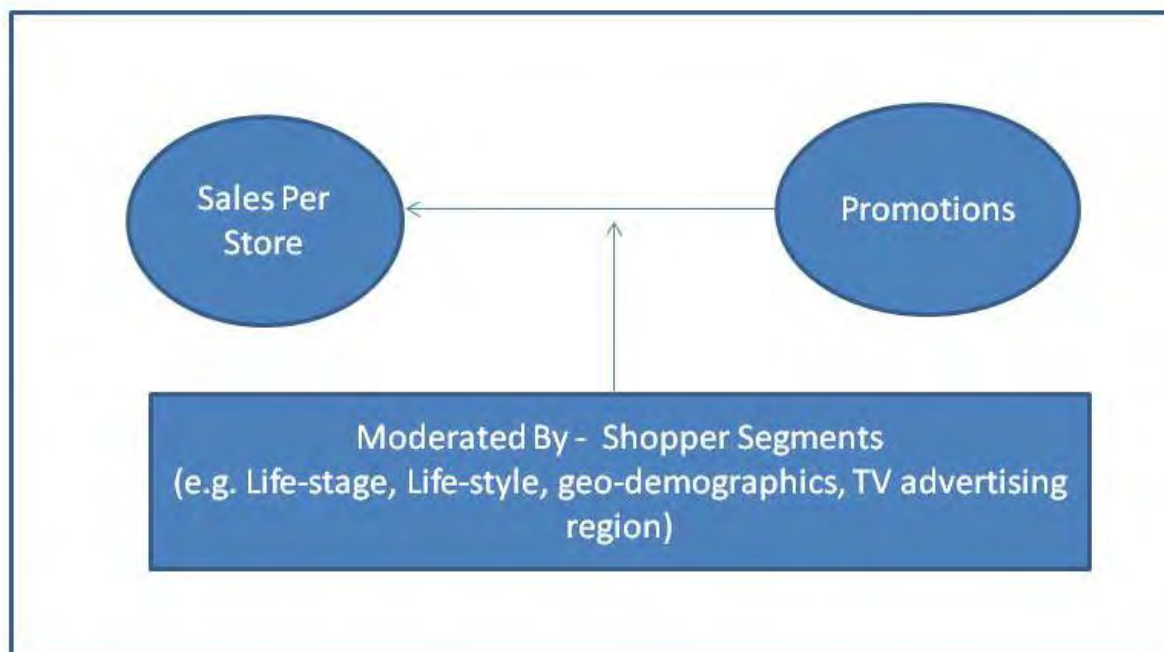 Sales Per
Store
Promotions
Moderated By - Shopper Segments
(e.g. Life-stage, Life-style, geo-demographics, TV advertising
region)